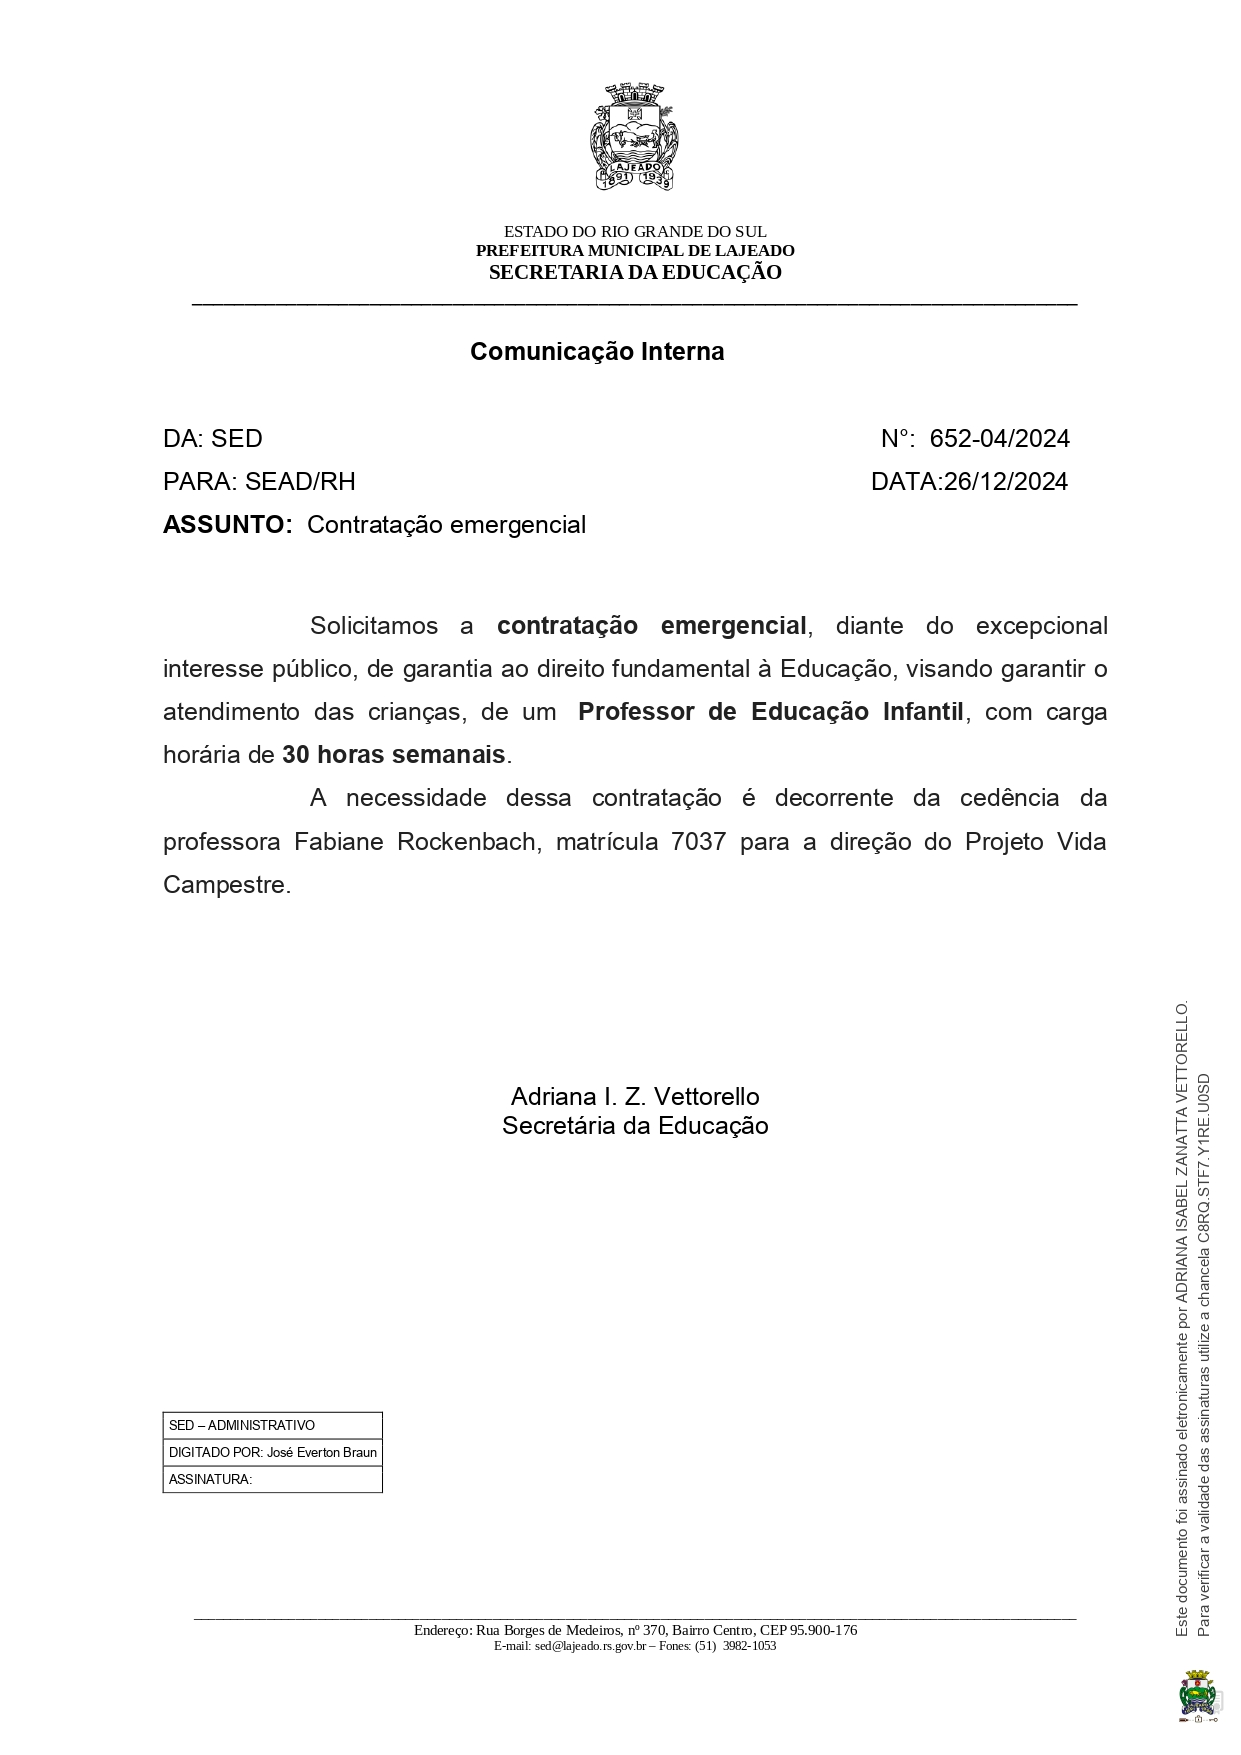 LAJEADO
1891 1939
ESTADO DO RIO GRANDE DO SUL
PREFEITURA MUNICIPAL DE LAJEADO
SECRETARIA DA EDUCAÇÃO
Comunicação Interna
DA: SED N°: 652-04/2024
PARA: SEAD/RH DATA:26/12/2024
ASSUNTO: Contratação emergencial
Solicitamos a contratação emergencial, diante do excepcional
interesse público, de garantia ao direito fundamental à Educação, visando garantir o
atendimento das crianças, de um Professor de Educação Infantil, com carga
horária de 30 horas semanais.
A necessidade dessa contratação é decorrente da cedência da
professora Fabiane Rockenbach, matrícula 7037 para a direção do Projeto Vida
Campestre.
Adriana I. Z. Vettorello
Secretária da Educação
SED – ADMINISTRATIVO
DIGITADO POR: José Everton Braun
ASSINATURA:
Endereço: Rua Borges de Medeiros, nº 370, Bairro Centro, CEP 95.900-176
E-mail: sed@lajeado.rs.gov.br – Fones: (51) 3982-1053
Este documento foi assinado eletronicamente por ADRIANA ISABEL ZANATTA VETTORELLO.
Para verificar a validade das assinaturas utilize a chancela C8RQ.STF7.Y1RE.U0SD